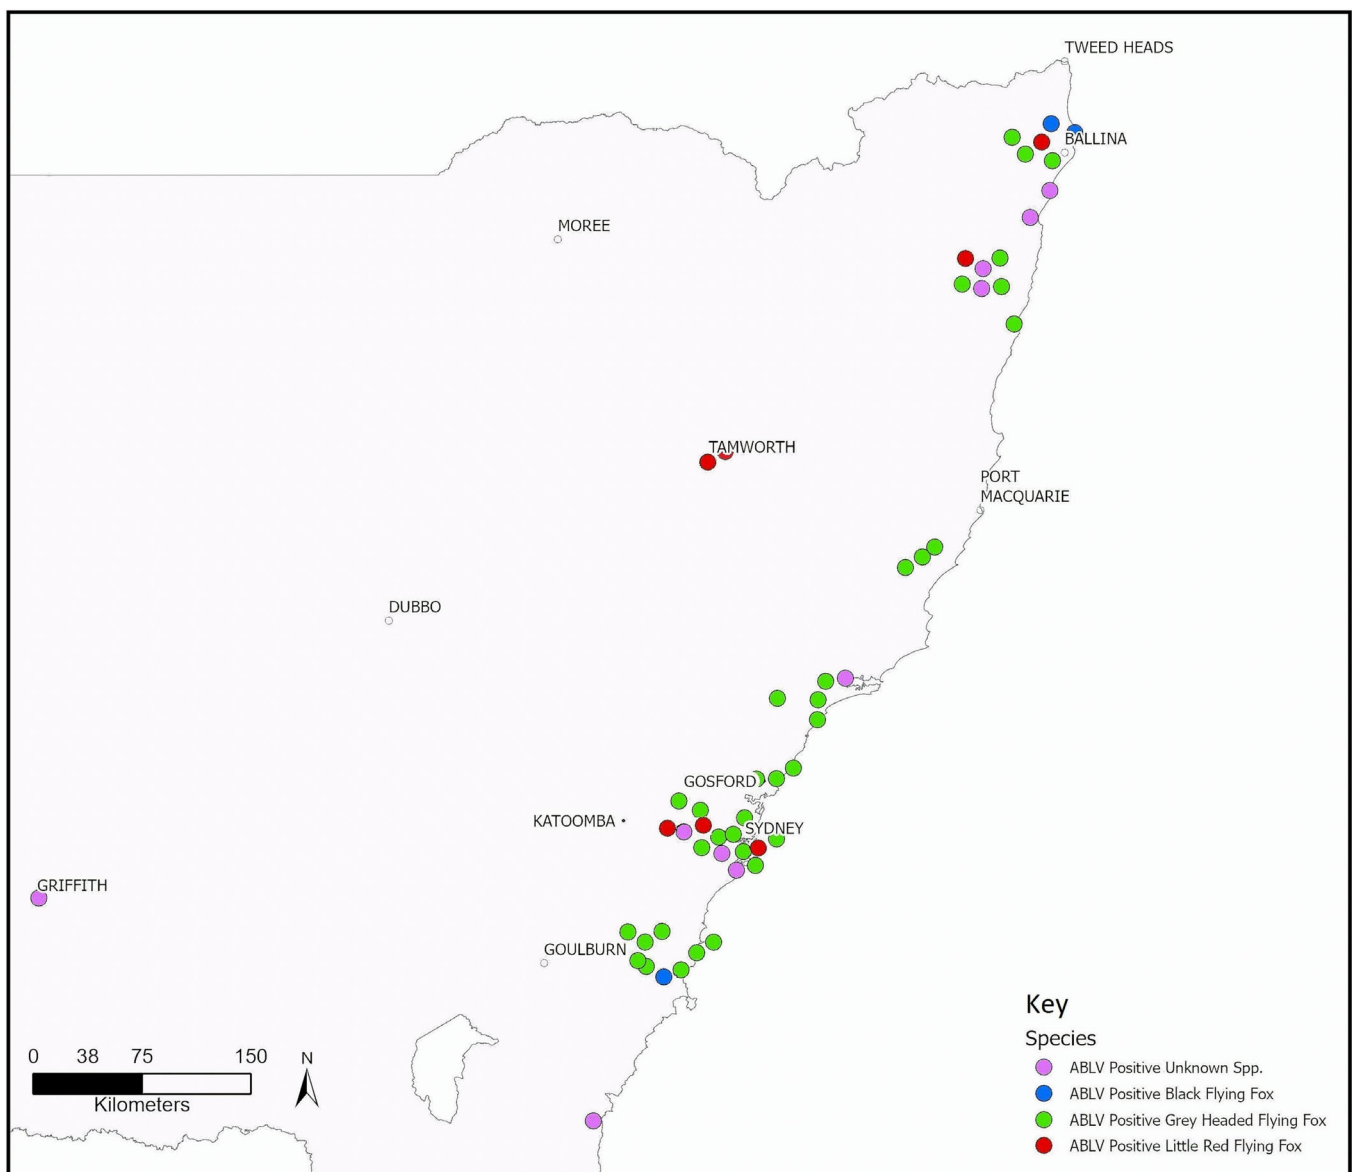 TWEED HEADS
BALLINA
MOREE
TAMWORTH
PORT
MACQUARIE
DUBBO
GOSFORD
KATOOMBA
SYDNEY
GRIFFITH
GOULBURN
Key
Species
ABLV Positive Unknown Spp.
ABLV Positive Black Flying Fox
ABLV Positive Grey Headed Flying Fox
ABLV Positive Little Red Flying Fox
0 38 75 150
N
Kilometers